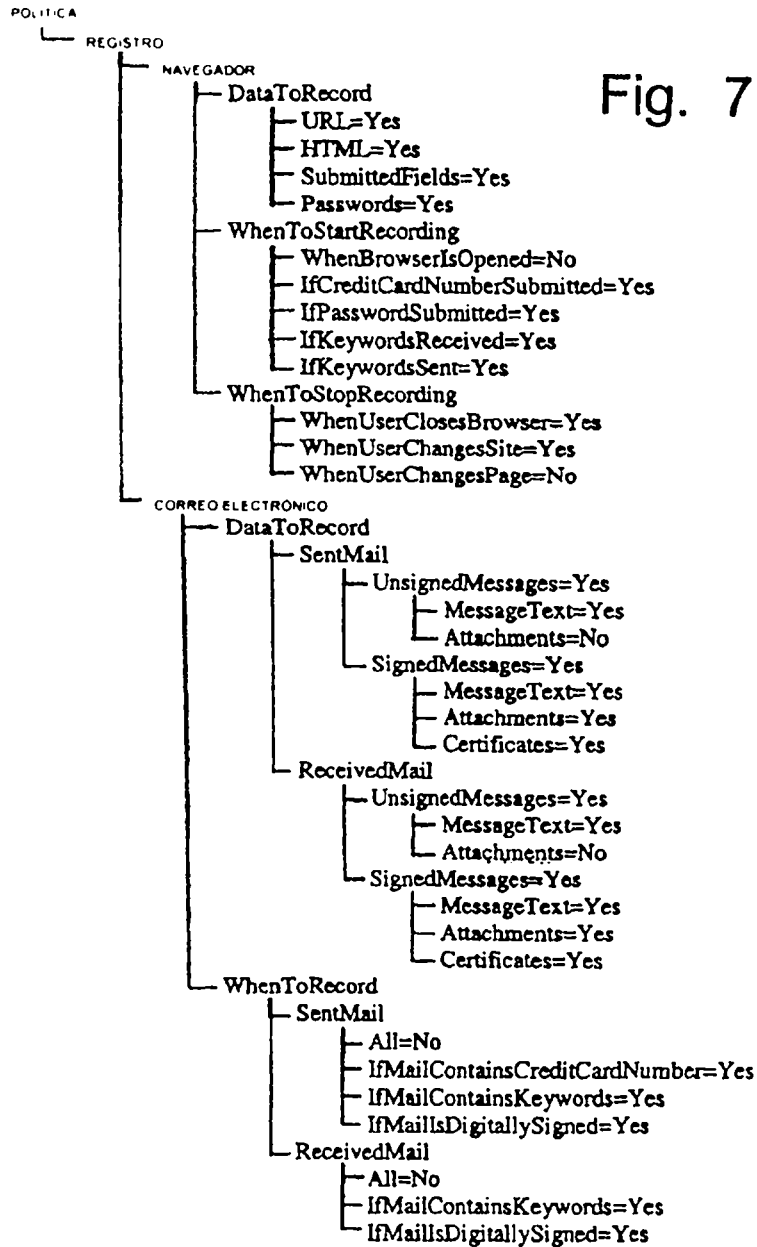 POLITICA
REGISTRO
NAVEGADOR
Fig. 7
DataToRecord
URL=Yes
HTML=Yes
SubmittedFields=Yes
Passwords=Yes
WhenToStartRecording
WhenBrowserIsOpened=No
IfCreditCardNumberSubmitted=Yes
IfPasswordSubmitted=Yes
IfKeywordsReceived=Yes
IfKeywordsSent=Yes
WhenToStopRecording
WhenUserClosesBrowser=Yes
WhenUserChangesSite=Yes
WhenUserChangesPage=No
CORREO ELECTRÓNICO
DataToRecord
SentMail
UnsignedMessages=Yes
MessageText=Yes
Attachments=No
SignedMessages=Yes
MessageText=Yes
Attachments=Yes
Certificates=Yes
ReceivedMail
UnsignedMessages=Yes
MessageText=Yes
Attachments=No
SignedMessages=Yes
MessageText=Yes
Attachments=Yes
Certificates=Yes
WhenToRecord
SentMail
All=No
IfMailContainsCreditCardNumber=Yes
IfMailContainsKeywords=Yes
IfMailIsDigitallySigned=Yes
ReceivedMail
All=No
IfMailContainsKeywords=Yes
IfMailIsDigitallySigned=Yes